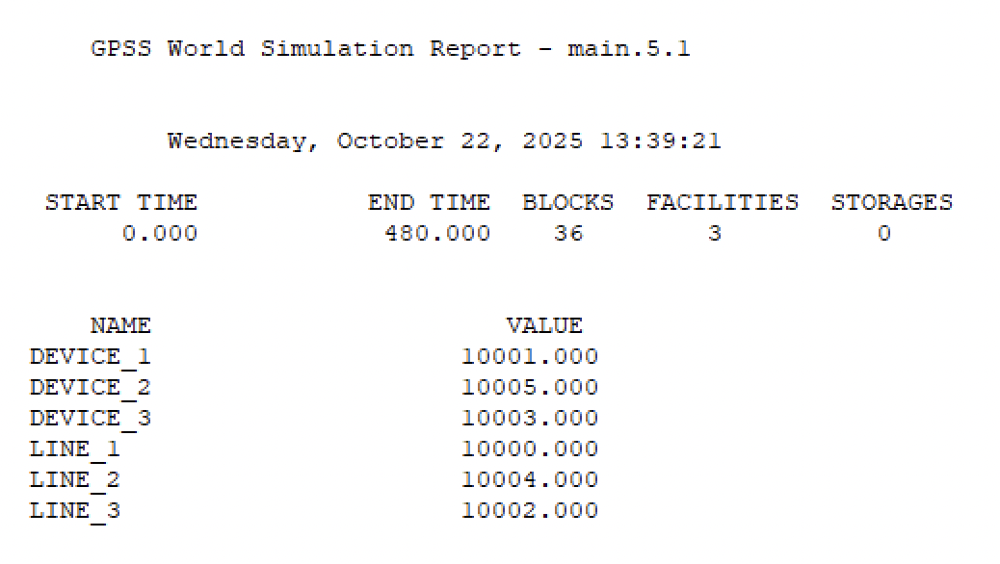 GPSS World Simulation Report - main.5.1
Wednesday, October 22, 2025 13:39:21
START TIME END TIME BLOCKS FACILITIES STORAGES
0.000 480.000 36 3 0
NAME VALUE
DEVICE_1 10001.000
DEVICE_2 10005.000
DEVICE_3 10003.000
LINE_1 10000.000
LINE_2 10004.000
LINE_3 10002.000